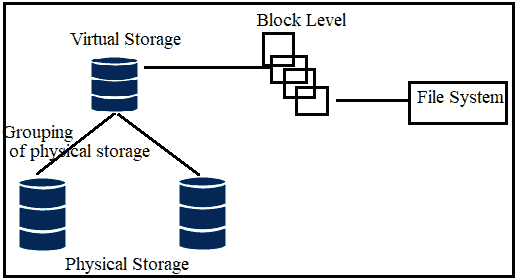 Block Level
Virtual Storage
File System
Grouping
of physical storage
Physical Storage